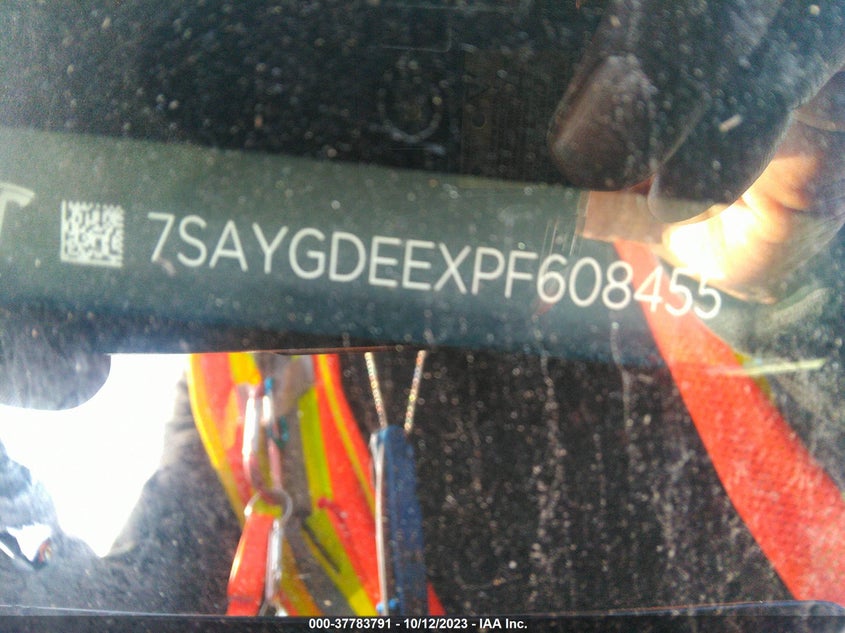 7SAYGDEEXPF608455
000-37783791 - 10/12/2023 - IAA Inc.